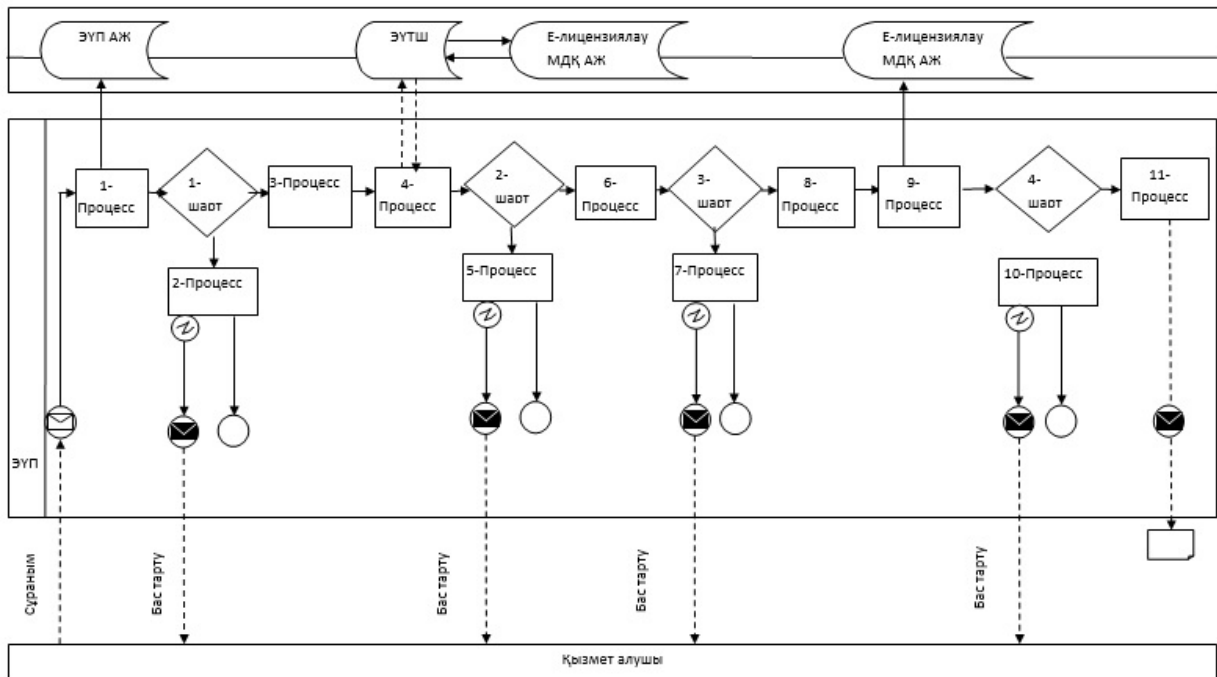 ЭҮП АЖ
ЭҮТШ
Е-лицензиялау
МДҚ АЖ
Е-лицензиялау
МДҚ АЖ
1-
Процесс
1-
шарт
3-Процесс
4-
Процесс
2-
шарт
6-
Процесс
3-
шарт
8-
Процесс
9-
Процесс
4-
шарт
11-
Процесс
2-Процесс
5-Процесс
7-Процесс
10-Процесс
ЭҮП
Сұраным
Бас тарту
Бас тарту
Бас тарту
Бас тарту
Қызмет алушы